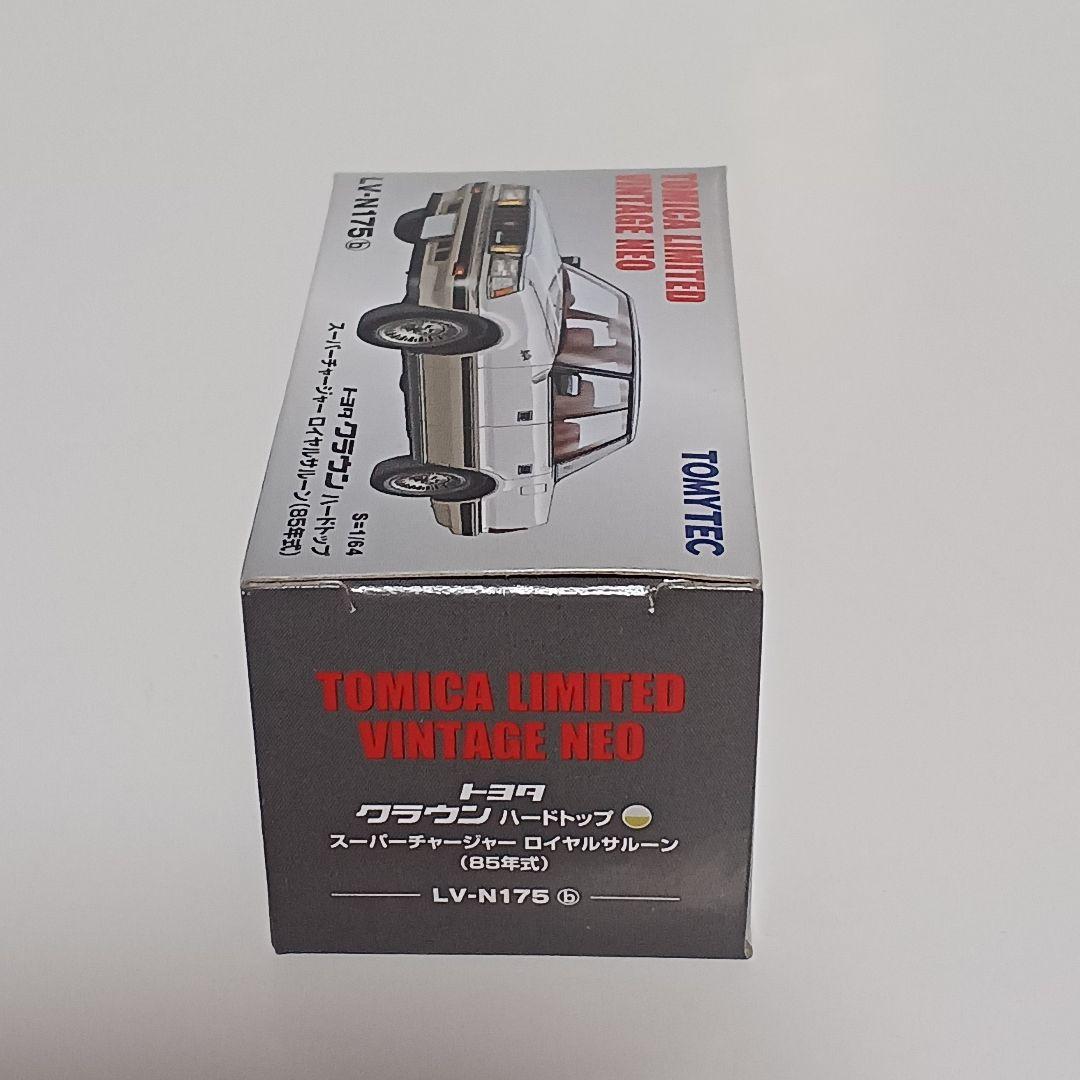 TOMICA LIMITED
VINTAGE NEO
LV-N175 ⓑ
TOMYTEC
S=1/64
トヨタ クラウン ハードトップ
スーパーチャージャー ロイヤルサルーン(85年式)
TOMICA LIMITED
VINTAGE NEO
トヨタ
クラウン ハードトップ
スーパーチャージャー ロイヤルサルーン
(85年式)
LV-N175 ⓑ